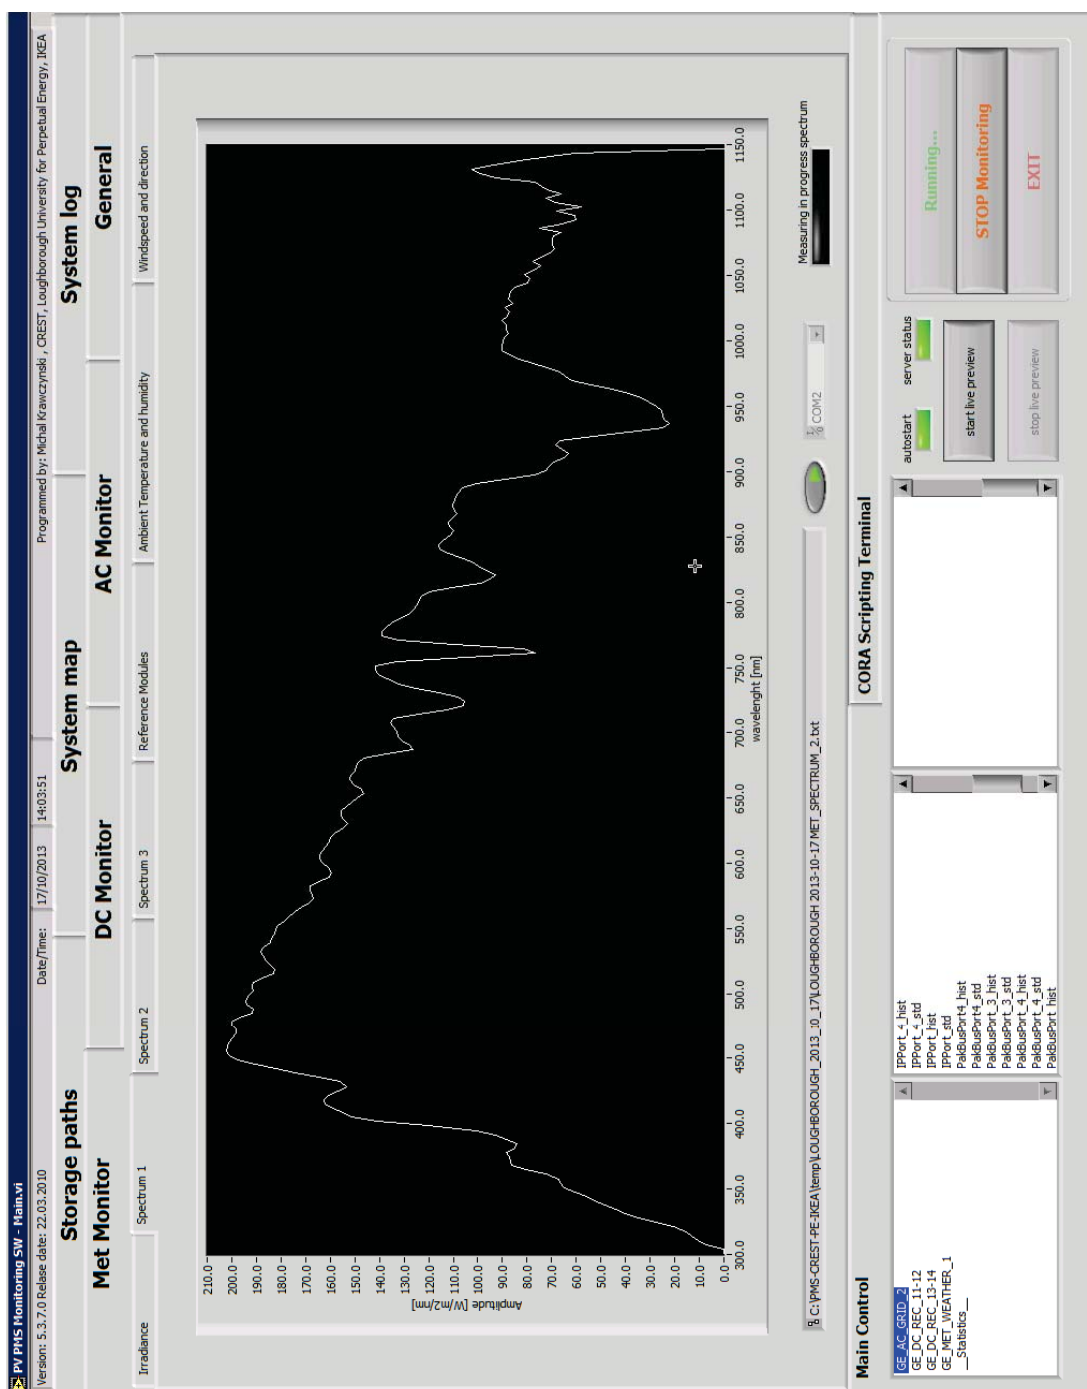 PV PMS Monitoring SW - Main.vi
Version: 5.3.7.0 Relase date: 22.03.2010
Date/Time:
17/10/2013
14:03:51
Programmed by: Michal Krawczynski , CREST, Loughborough University for Perpetual Energy, IKEA
Storage paths
System map
System log
Met Monitor
DC Monitor
AC Monitor
General
Irradiance
Spectrum 1
Spectrum 2
Spectrum 3
Reference Modules
Ambient Temperature and humidity
Windspeed and direction
Amplitude [W/m2/nm]
210.0
200.0
190.0
180.0
170.0
160.0
150.0
140.0
130.0
120.0
110.0
100.0
90.0
80.0
70.0
60.0
50.0
40.0
30.0
20.0
10.0
0.0
300.0 350.0 400.0 450.0 500.0 550.0 600.0 650.0 700.0 750.0 800.0 850.0 900.0 950.0 1000.0 1050.0 1100.0 1150.0
wavelenght [nm]
Measuring in progress spectrum
C:\PMS-CREST-PE-IKEA\temp\LOUGHBOROUGH_2013_10_17\LOUGHBOROUGH 2013-10-17 MET_SPECTRUM_2.txt
COM2
Main Control
CORA Scripting Terminal
GE_AC_GRID_2
GE_DC_REC_11-12
GE_DC_REC_13-14
GE_MET_WEATHER_1
__Statistics__
IPPort_4_hist
IPPort_4_std
IPPort_hist
IPPort_std
PakBusPort4_hist
PakBusPort4_std
PakBusPort_3_hist
PakBusPort_3_std
PakBusPort_4_hist
PakBusPort_4_std
PakBusPort_hist
autostart
server status
start live preview
stop live preview
Running...
STOP Monitoring
EXIT